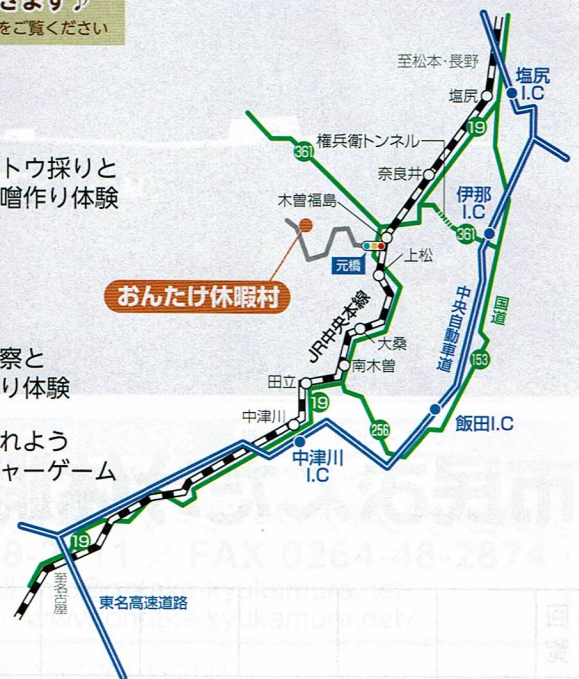 きます♪
をご覧ください
トウ採りと
噌作り体験
察と
り体験
れよう
ャーゲーム
至松本・長野
塩尻
塩尻
I.C
19
権兵衛トンネル
361
奈良井
木曽福島
伊那
I.C
361
元橋
上松
おんたけ休暇村
JR中央本線
中央自動車道
国道
153
大桑
南木曽
田立
19
中津川
256
飯田I.C
中津川
I.C
19
至名古屋
東名高速道路
FAX 0264-48-2874